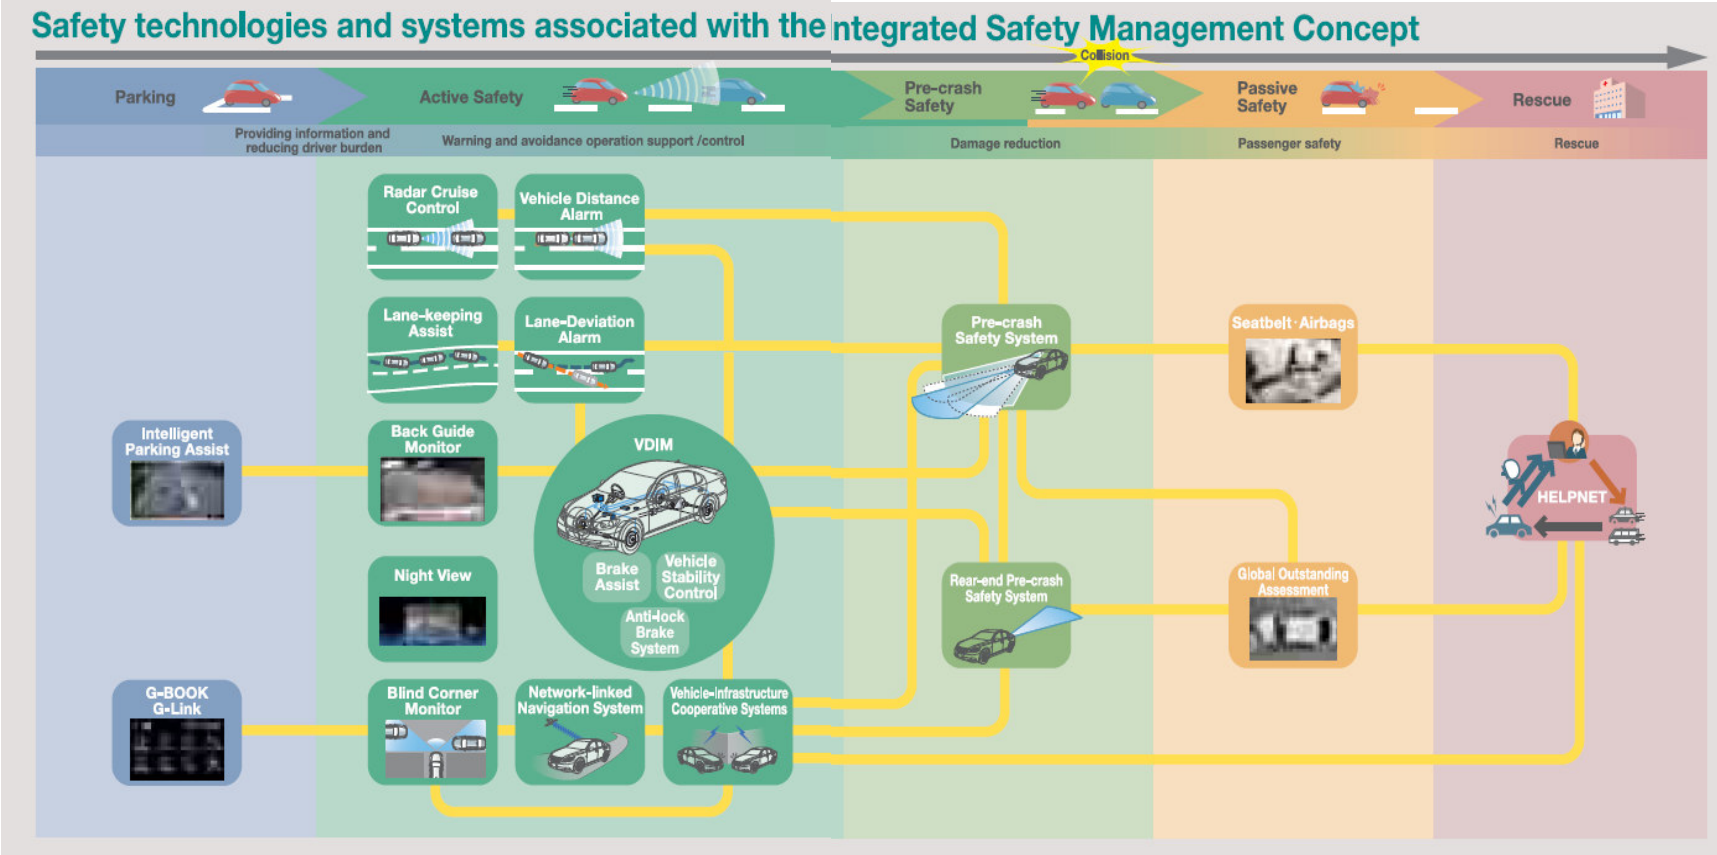 Safety technologies and systems associated with the Integrated Safety Management Concept
Collision
Parking
Active Safety
Pre-crash
Safety
Passive
Safety
Rescue
Providing information and
reducing driver burden
Warning and avoidance operation support /control
Damage reduction
Passenger safety
Rescue
Radar Cruise
Control
Vehicle Distance
Alarm
Lane-keeping
Assist
Lane-Deviation
Alarm
Pre-crash
Safety System
Seatbelt·Airbags
Intelligent
Parking Assist
Back Guide
Monitor
VDIM
Brake
Assist
Vehicle
Stability
Control
Anti-lock
Brake
System
HELPNET
Night View
Rear-end Pre-crash
Safety System
Global Outstanding
Assessment
G-BOOK
G-Link
Blind Corner
Monitor
Network-linked
Navigation System
Vehicle-Infrastructure
Cooperative Systems